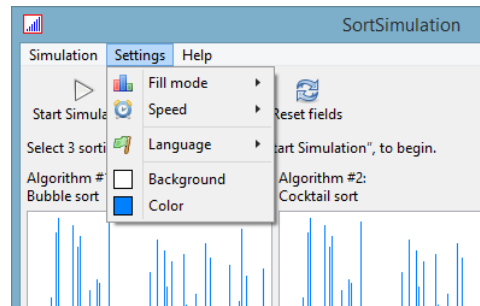 SortSimulation
Simulation Settings Help
Fill mode
Speed
Language
Background
Color
Start Simula
Reset fields
Select 3 sorti
tart Simulation", to begin.
Algorithm #
Bubble sort
Algorithm #2:
Cocktail sort